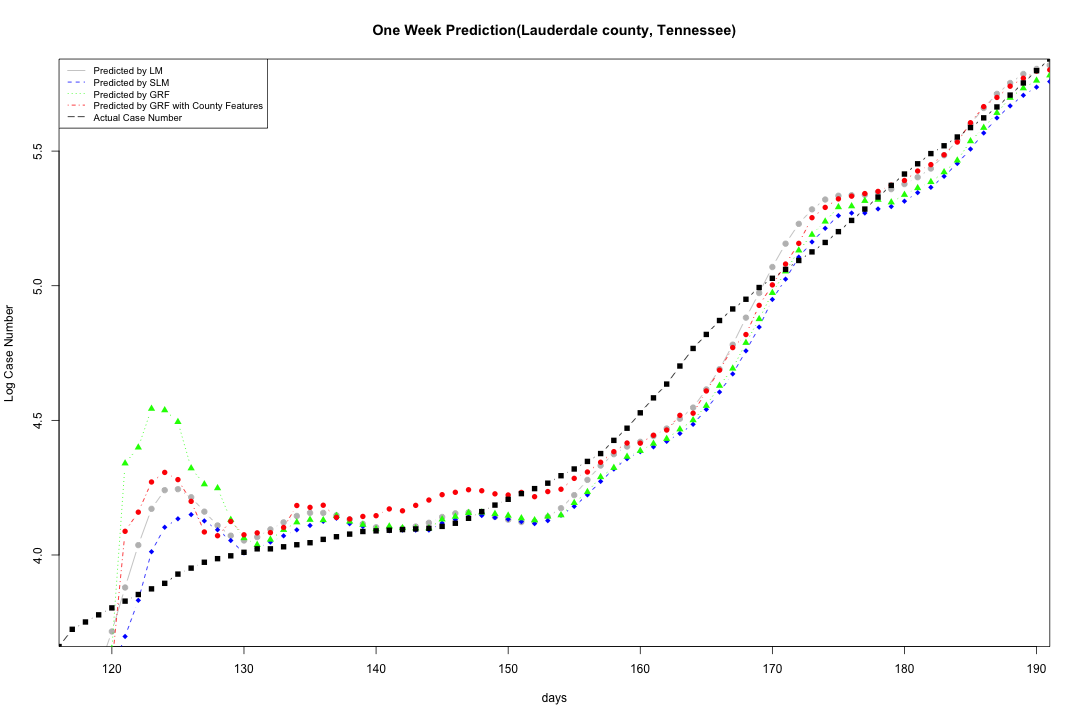 One Week Prediction(Lauderdale county, Tennessee)
Predicted by LM
Predicted by SLM
Predicted by GRF
Predicted by GRF with County Features
Actual Case Number
Log Case Number
5.5
5.0
4.5
4.0
120 130 140 150 160 170 180 190
days